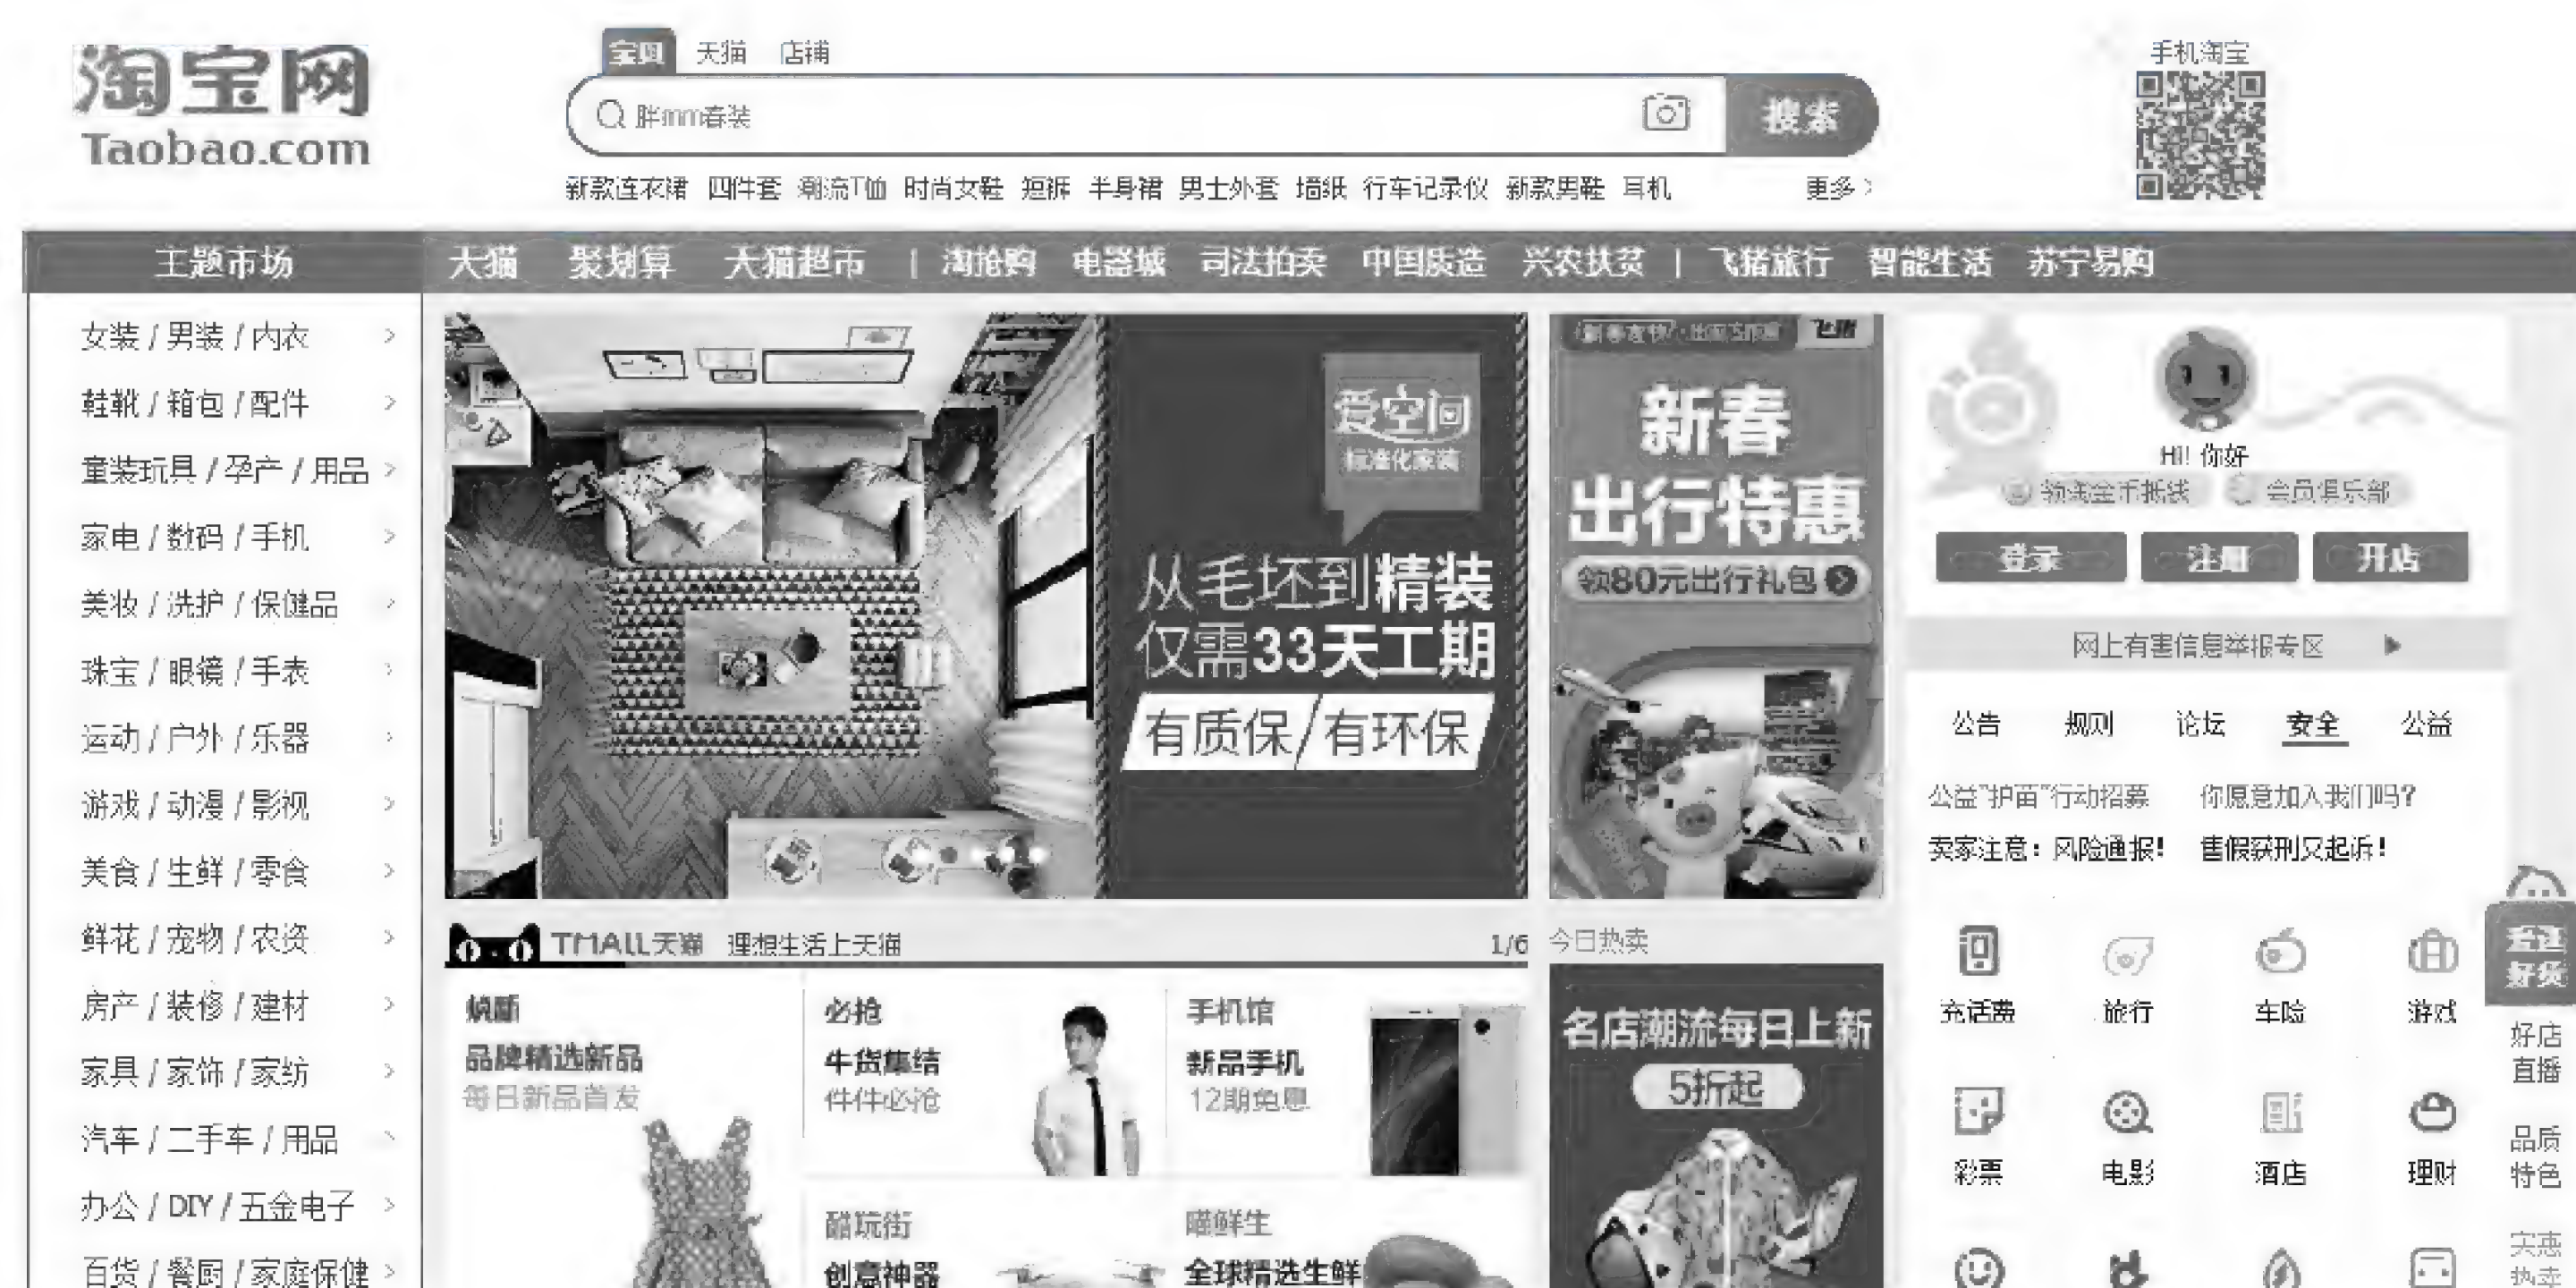 淘宝网
Taobao.com
宝贝 天猫 店铺
胖mm春装
搜索
手机淘宝
新款连衣裙 四件套 潮流T恤 时尚女鞋 短裤 半身裙 男士外套 墙纸 行车记录仪 新款男鞋 耳机 更多
主题市场
天猫 聚划算 天猫超市 | 淘抢购 电器城 司法拍卖 中国质造 兴农扶贫 | 飞猪旅行 智能生活 苏宁易购
女装 / 男装 / 内衣
鞋靴 / 箱包 / 配件
童装玩具 / 孕产 / 用品
家电 / 数码 / 手机
美妆 / 洗护 / 保健品
珠宝 / 眼镜 / 手表
运动 / 户外 / 乐器
游戏 / 动漫 / 影视
美食 / 生鲜 / 零食
鲜花 / 宠物 / 农资
房产 / 装修 / 建材
家具 / 家饰 / 家纺
汽车 / 二手车 / 用品
办公 / DIY / 五金电子
百货 / 餐厨 / 家庭保健
爱空间
标准化家装
从毛坯到精装
仅需33天工期
有质保/有环保
新春
出行特惠
领80元出行礼包
Hi! 你好
领淘金币抵钱 会员俱乐部
登录 注册 开店
网上有害信息举报专区
公告 规则 论坛 安全 公益
公益"护苗"行动招募 你愿意加入我们吗?
卖家注意：风险通报! 售假获刑又起诉!
充话费 旅行 车险 游戏
彩票 电影 酒店 理财
TMALL天猫 理想生活上天猫 1/6
焕新
品牌精选新品
每日新品首发
必抢
牛货集结
件件必抢
手机馆
新品手机
12期免息
酷玩街
创意神器
喵鲜生
全球精选生鲜
今日热卖
名店潮流每日上新
5折起
好货
好店
直播
品质
特色
实惠
热卖